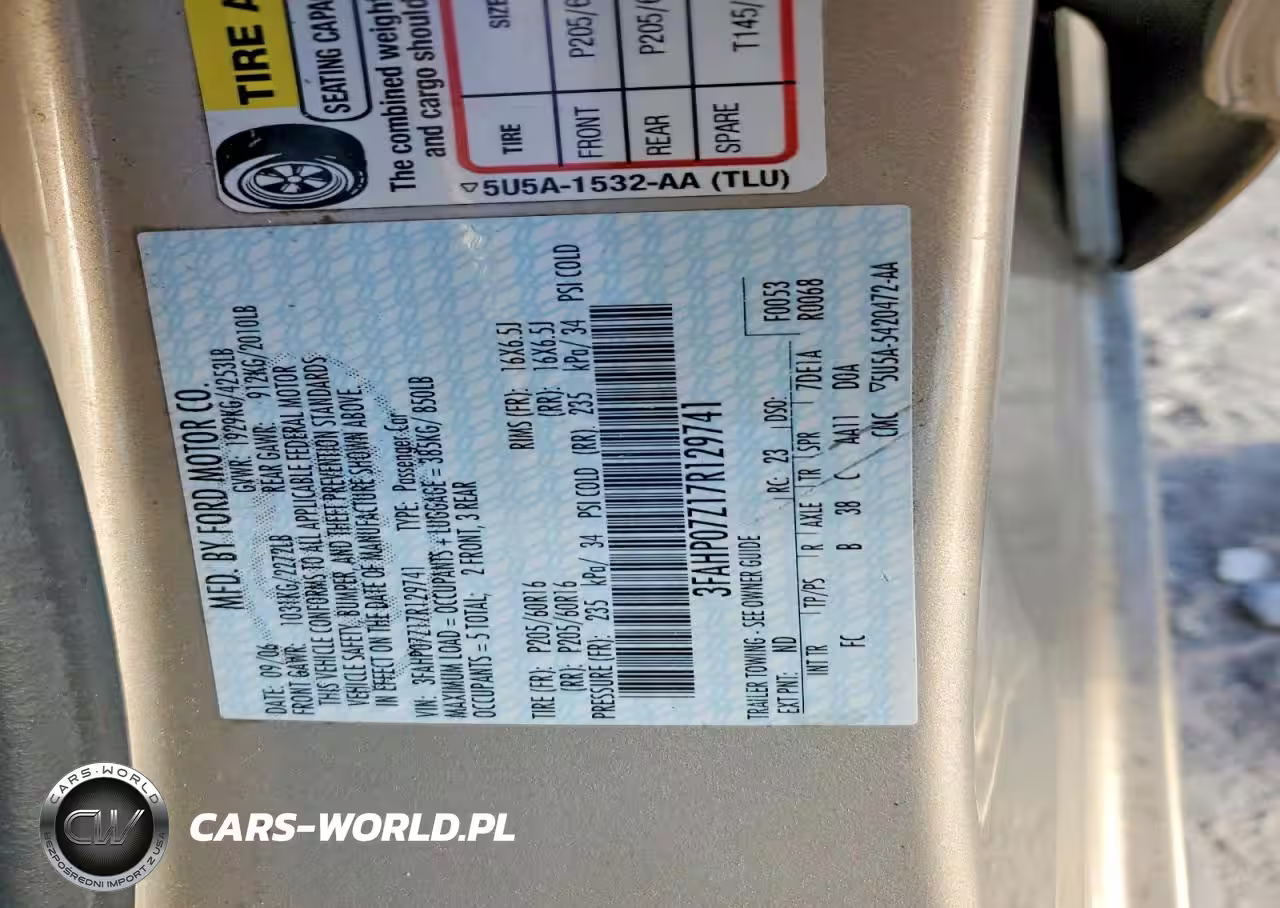 TIRE A
SEATING CAPA
The combined weight
and cargo should
TIRE SIZE
FRONT P205/6
REAR P205/6
SPARE T145/
5U5A-1532-AA (TLU)
MFD. BY FORD MOTOR CO.
DATE: 09/06 GVWR: 1929KG/4253LB
FRONT GAWR: 1031KG/2272LB REAR GAWR: 912KG/2010LB
THIS VEHICLE CONFORMS TO ALL APPLICABLE FEDERAL MOTOR
VEHICLE SAFETY, BUMPER, AND THEFT PREVENTION STANDARDS
IN EFFECT ON THE DATE OF MANUFACTURE SHOWN ABOVE.
VIN: 3FAHP07Z17R129741 TYPE: Passenger Car
MAXIMUM LOAD = OCCUPANTS + LUGGAGE = 385KG/ 850LB
OCCUPANTS = 5 TOTAL; 2 FRONT, 3 REAR
TIRE (FR): P205/60R16 RIMS (FR): 16X6.5J
(RR): P205/60R16 (RR): 16X6.5J
PRESSURE (FR): 235 kPa/ 34 PSI COLD (RR): 235 kPa/ 34 PSI COLD
3FAHP07Z17R129741
TRAILER TOWING - SEE OWNER GUIDE F0053
EXT PNT: ND RC: 23 DSO: R0068
INT TR TP/PS R AXLE TR SPR 7DE1A
FC B 38 C AA11 D0A
CMC ▽5U5A-5420472-AA
CARS-WORLD
CW
BEZPOŚREDNI IMPORT Z USA
CARS-WORLD.PL